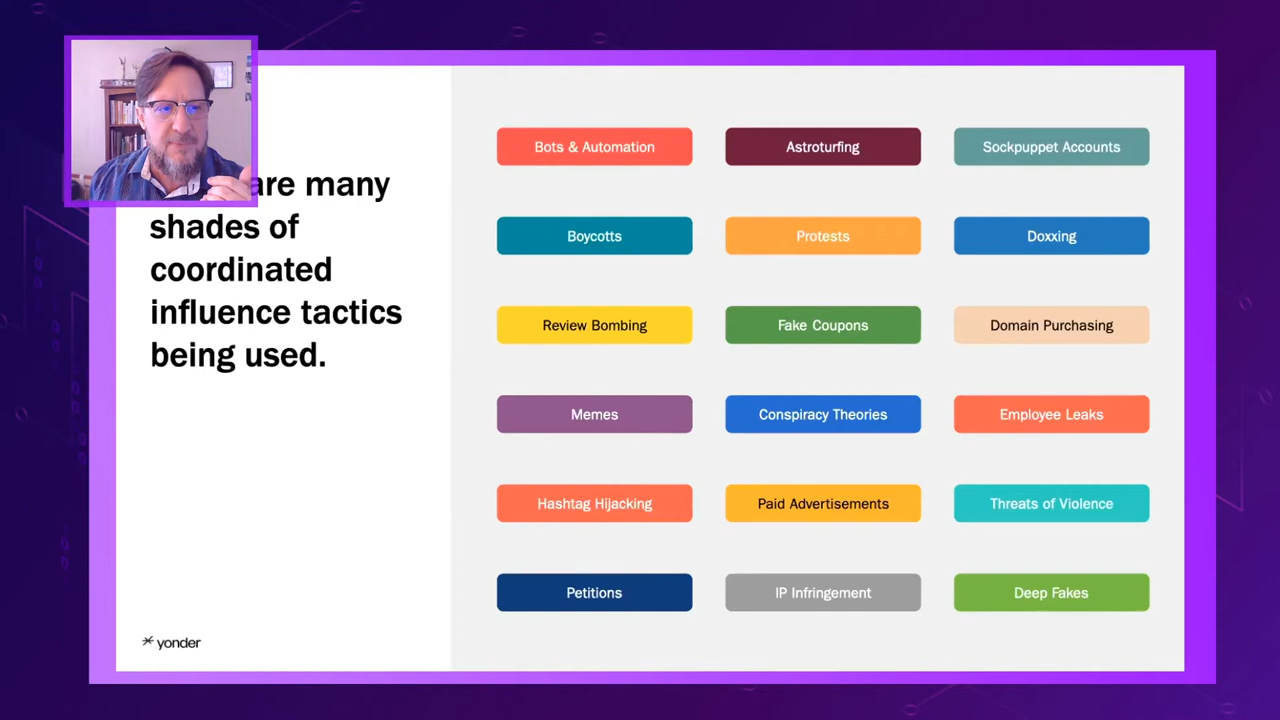 are many
shades of
coordinated
influence tactics
being used.
Bots & Automation
Astroturfing
Sockpuppet Accounts
Boycotts
Protests
Doxxing
Review Bombing
Fake Coupons
Domain Purchasing
Memes
Conspiracy Theories
Employee Leaks
Hashtag Hijacking
Paid Advertisements
Threats of Violence
Petitions
IP Infringement
Deep Fakes
yonder